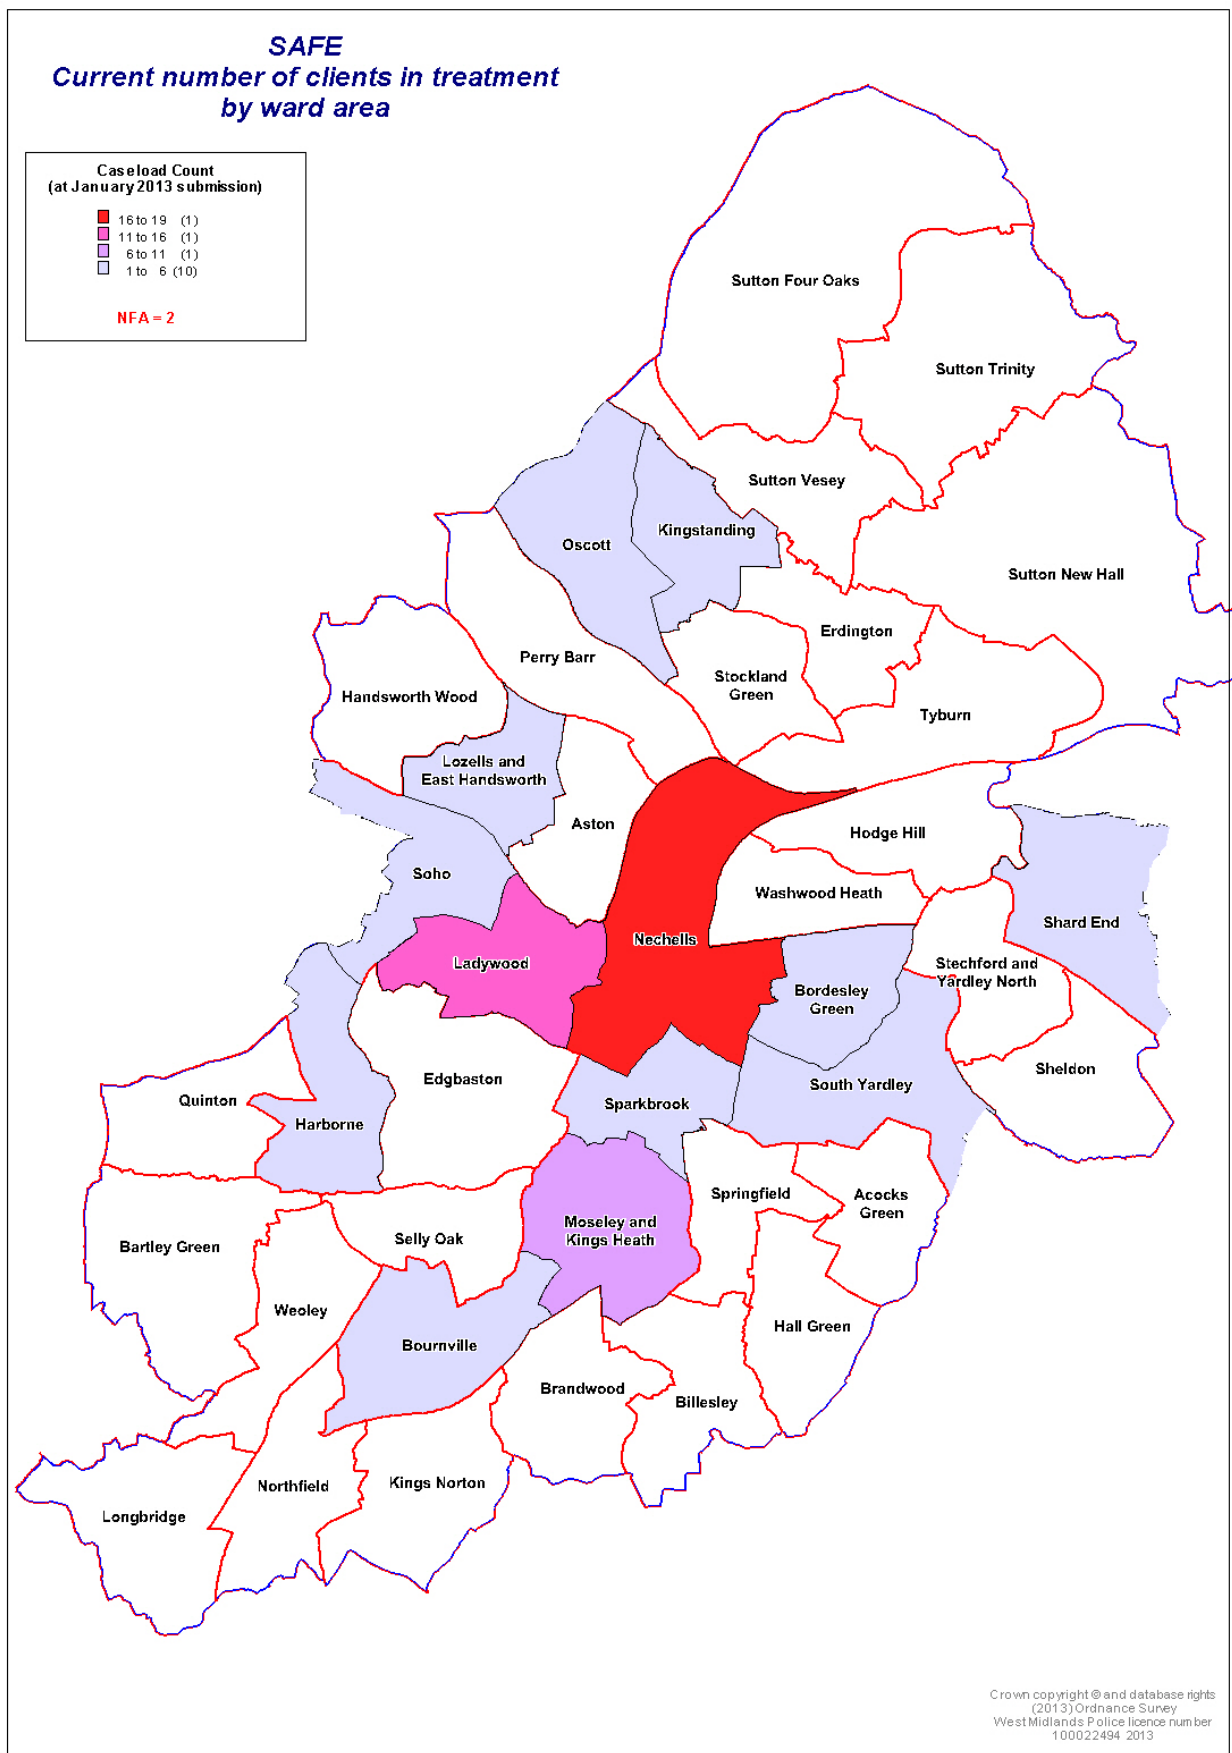 SAFE
Current number of clients in treatment
by ward area
Caseload Count
(at January 2013 submission)
16 to 19 (1)
11 to 16 (1)
6 to 11 (1)
1 to 6 (10)
NFA = 2
Sutton Four Oaks
Sutton Trinity
Sutton Vesey
Kingstanding
Oscott
Sutton New Hall
Erdington
Perry Barr
Stockland
Green
Handsworth Wood
Tyburn
Lozells and
East Handsworth
Aston
Hodge Hill
Soho
Washwood Heath
Shard End
Nechells
Ladywood
Stechford and
Yardley North
Bordesley
Green
Edgbaston
Sheldon
South Yardley
Quinton
Sparkbrook
Harborne
Springfield
Acocks
Green
Moseley and
Kings Heath
Selly Oak
Bartley Green
Weoley
Hall Green
Bournville
Brandwood
Billesley
Kings Norton
Northfield
Longbridge
Crown copyright © and database rights
(2013) Ordnance Survey
West Midlands Police licence number
100022494 2013